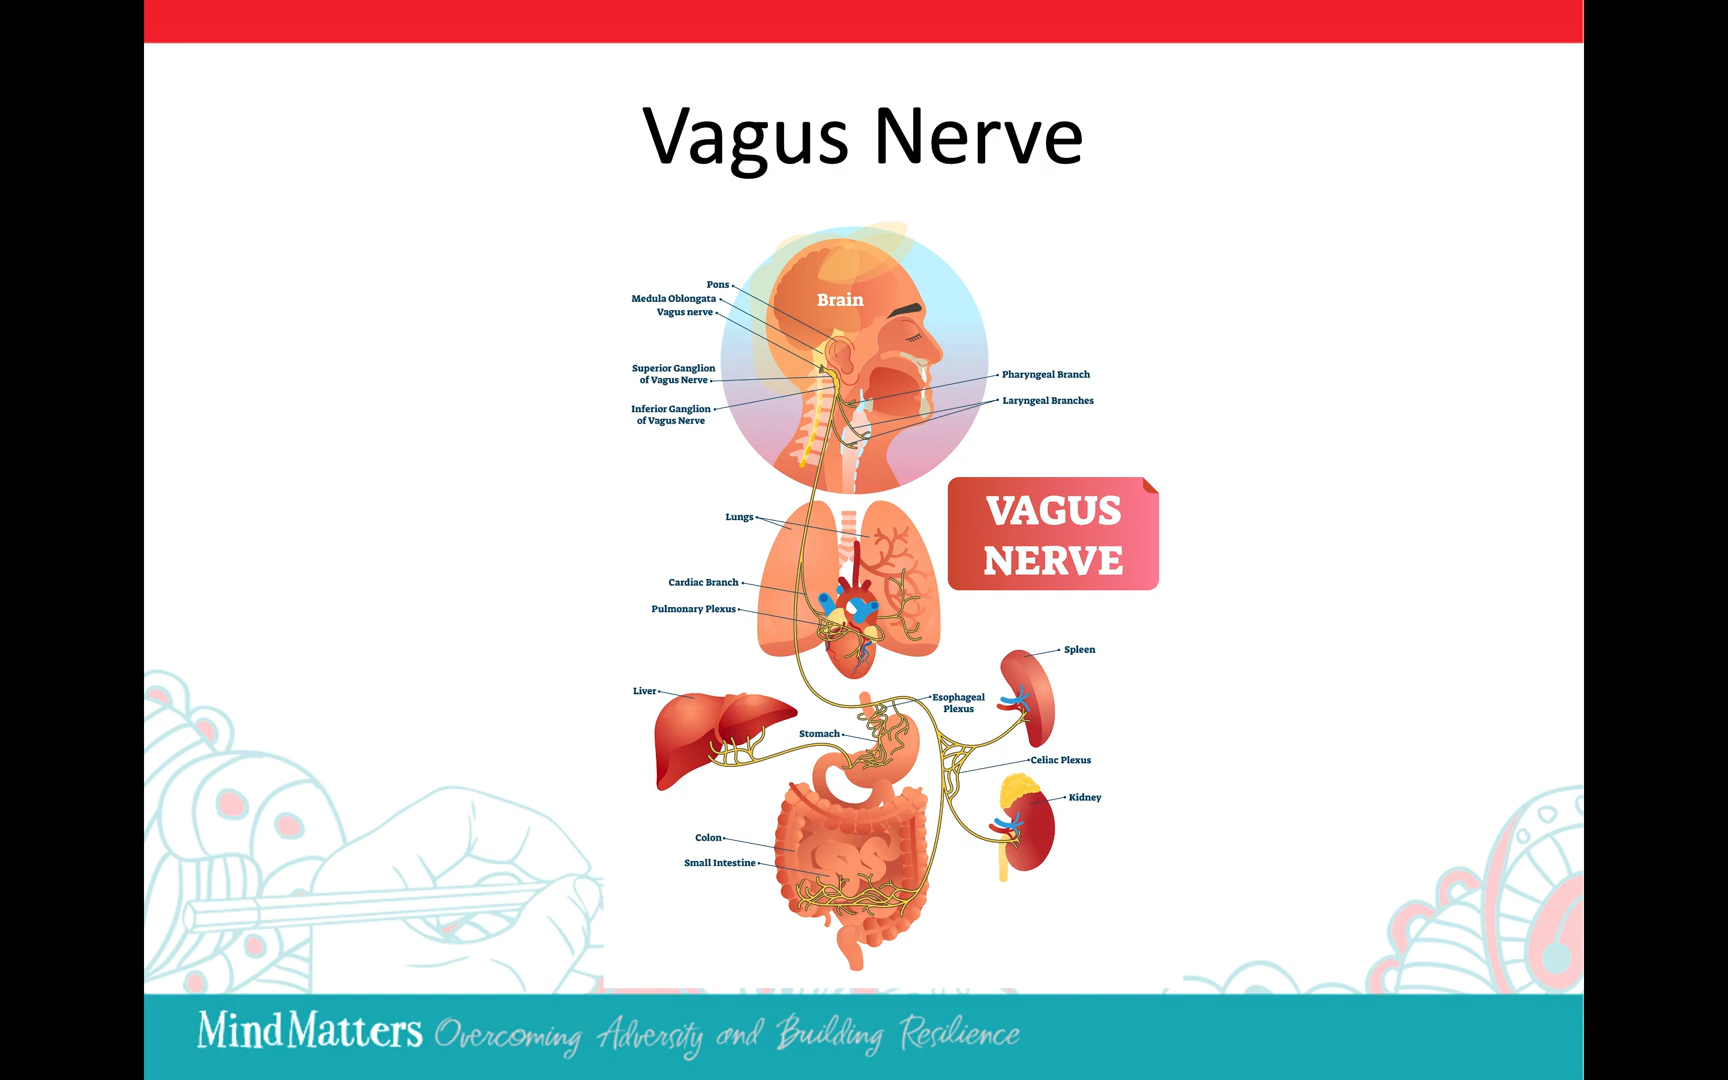 Vagus Nerve
Brain
Pons
Medula Oblongata
Vagus nerve
Superior Ganglion
of Vagus Nerve
Inferior Ganglion
of Vagus Nerve
Pharyngeal Branch
Laryngeal Branches
VAGUS
NERVE
Lungs
Cardiac Branch
Pulmonary Plexus
Spleen
Liver
Esophageal
Plexus
Stomach
Celiac Plexus
Kidney
Colon
Small Intestine
MindMatters Overcoming Adversity and Building Resilience